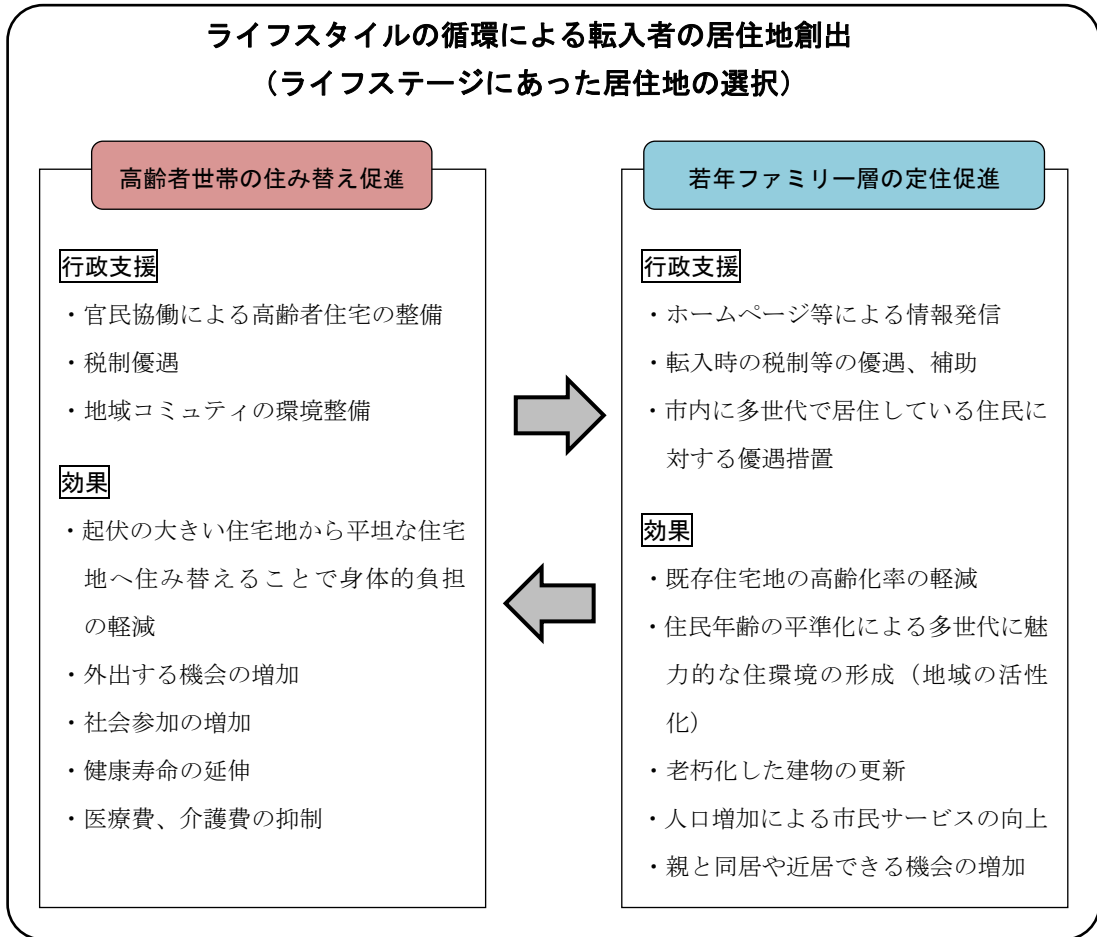 ライフスタイルの循環による転入者の居住地創出
（ライフステージにあった居住地の選択）
高齢者世帯の住み替え促進
行政支援
・官民協働による高齢者住宅の整備
・税制優遇
・地域コミュティの環境整備
効果
・起伏の大きい住宅地から平坦な住宅
地へ住み替えることで身体的負担
の軽減
・外出する機会の増加
・社会参加の増加
・健康寿命の延伸
・医療費、介護費の抑制
若年ファミリー層の定住促進
行政支援
・ホームページ等による情報発信
・転入時の税制等の優遇、補助
・市内に多世代で居住している住民に
対する優遇措置
効果
・既存住宅地の高齢化率の軽減
・住民年齢の平準化による多世代に魅
力的な住環境の形成（地域の活性
化）
・老朽化した建物の更新
・人口増加による市民サービスの向上
・親と同居や近居できる機会の増加